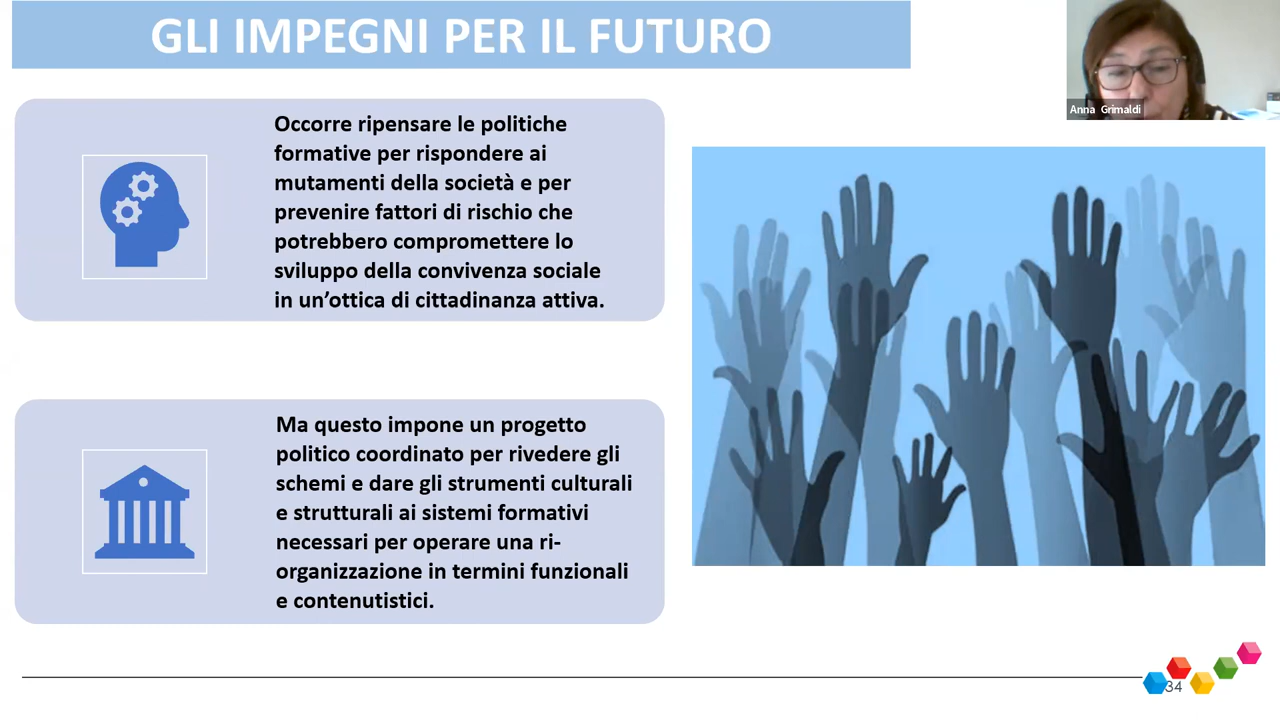 GLI IMPEGNI PER IL FUTURO
Anna Grimaldi
Occorre ripensare le politiche
formative per rispondere ai
mutamenti della società e per
prevenire fattori di rischio che
potrebbero compromettere lo
sviluppo della convivenza sociale
in un’ottica di cittadinanza attiva.
Ma questo impone un progetto
politico coordinato per rivedere gli
schemi e dare gli strumenti culturali
e strutturali ai sistemi formativi
necessari per operare una ri-
organizzazione in termini funzionali
e contenutistici.
34